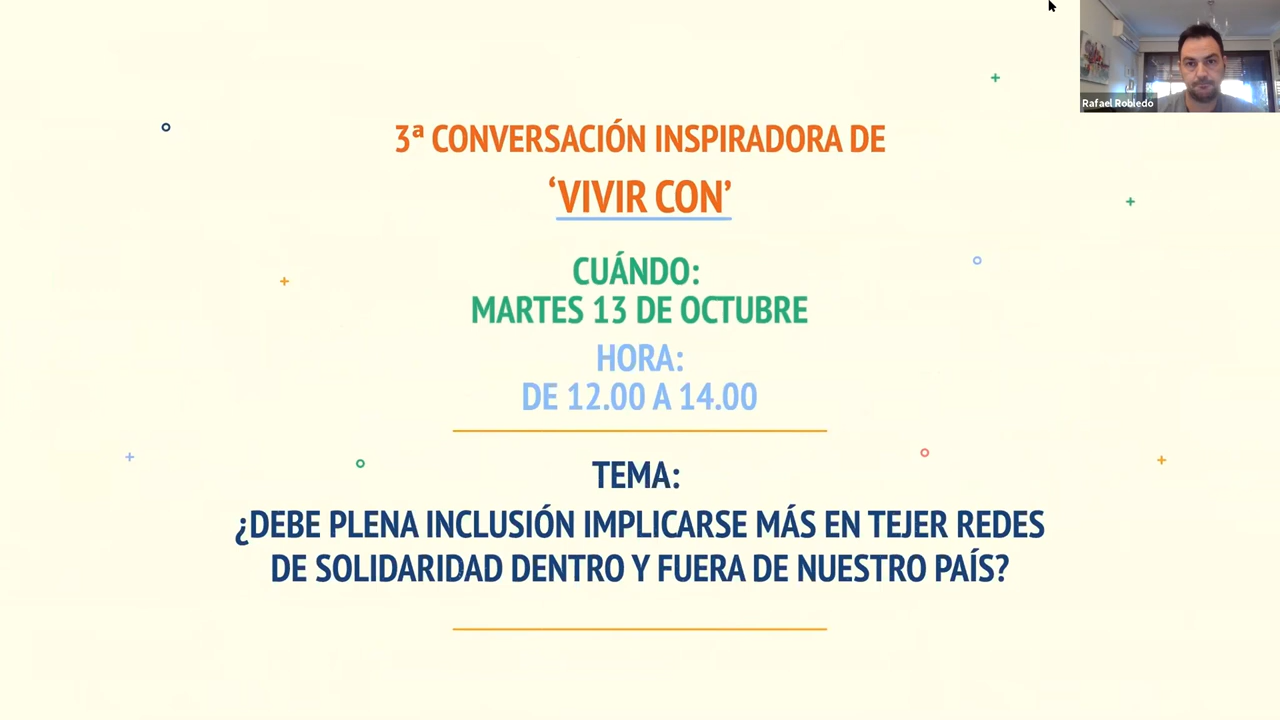 Rafael Robledo
3ª CONVERSACIÓN INSPIRADORA DE
‘VIVIR CON’
CUÁNDO:
MARTES 13 DE OCTUBRE
HORA:
DE 12.00 A 14.00
TEMA:
¿DEBE PLENA INCLUSIÓN IMPLICARSE MÁS EN TEJER REDES
DE SOLIDARIDAD DENTRO Y FUERA DE NUESTRO PAÍS?